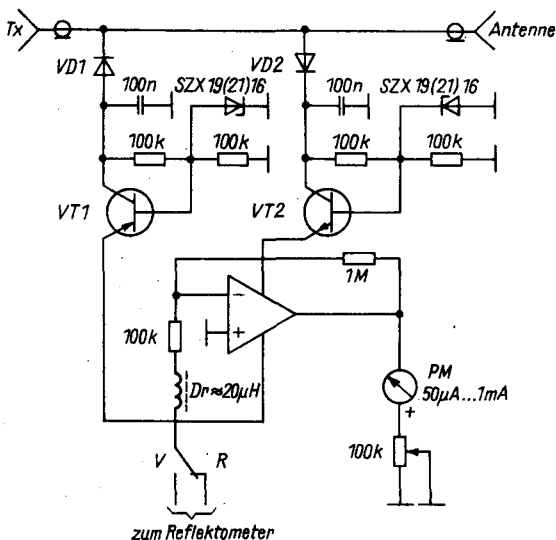 Tx
Antenne
VD1
100n
SZX 19(21)16
VD2
100n
SZX 19(21)16
100k
100k
100k
100k
VT1
VT2
1M
100k
−
+
Dr≈20µH
PM
50µA...1mA
+
100k
V R
zum Reflektometer